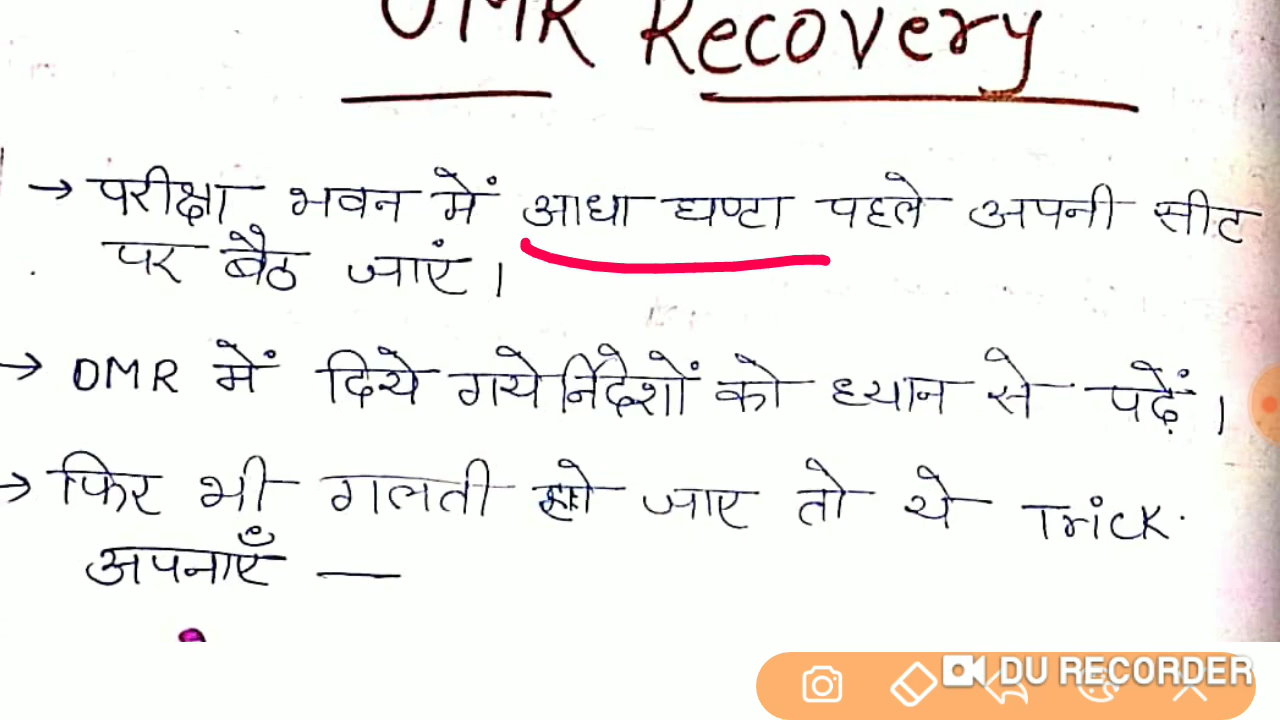 OMR Recovery
→ परीक्षा भवन में आधा घण्टा पहले अपनी सीट
पर बैठ जाएं।
→ OMR में दिये गये निर्देशों को ध्यान से पढ़ें।
→ फिर भी गलती हो जाए तो ये Trick.
अपनाएँ —
DU RECORDER